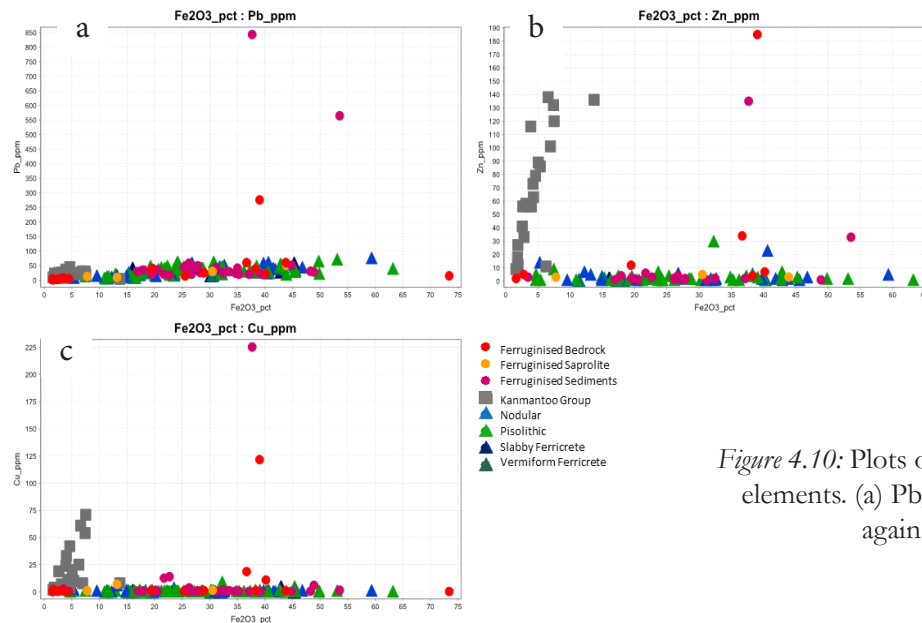 Fe2O3_pct : Pb_ppm
a
850
800
750
700
650
600
550
500
450
400
350
300
250
200
150
100
50
0
Pb_ppm
0 5 10 15 20 25 30 35 40 45 50 55 60 65 70 75
Fe2O3_pct
Fe2O3_pct : Zn_ppm
b
190
180
170
160
150
140
130
120
110
100
90
80
70
60
50
40
30
20
10
0
Zn_ppm
0 5 10 15 20 25 30 35 40 45 50 55 60
Fe2O3_pct
Fe2O3_pct : Cu_ppm
c
225
200
175
150
125
100
75
50
25
0
Cu_ppm
0 5 10 15 20 25 30 35 40 45 50 55 60 65 70 75
Fe2O3_pct
Ferruginised Bedrock
Ferruginised Saprolite
Ferruginised Sediments
Kanmantoo Group
Nodular
Pisolithic
Slabby Ferricrete
Vermiform Ferricrete
Figure 4.10: Plots
elements. (a) Pb
again